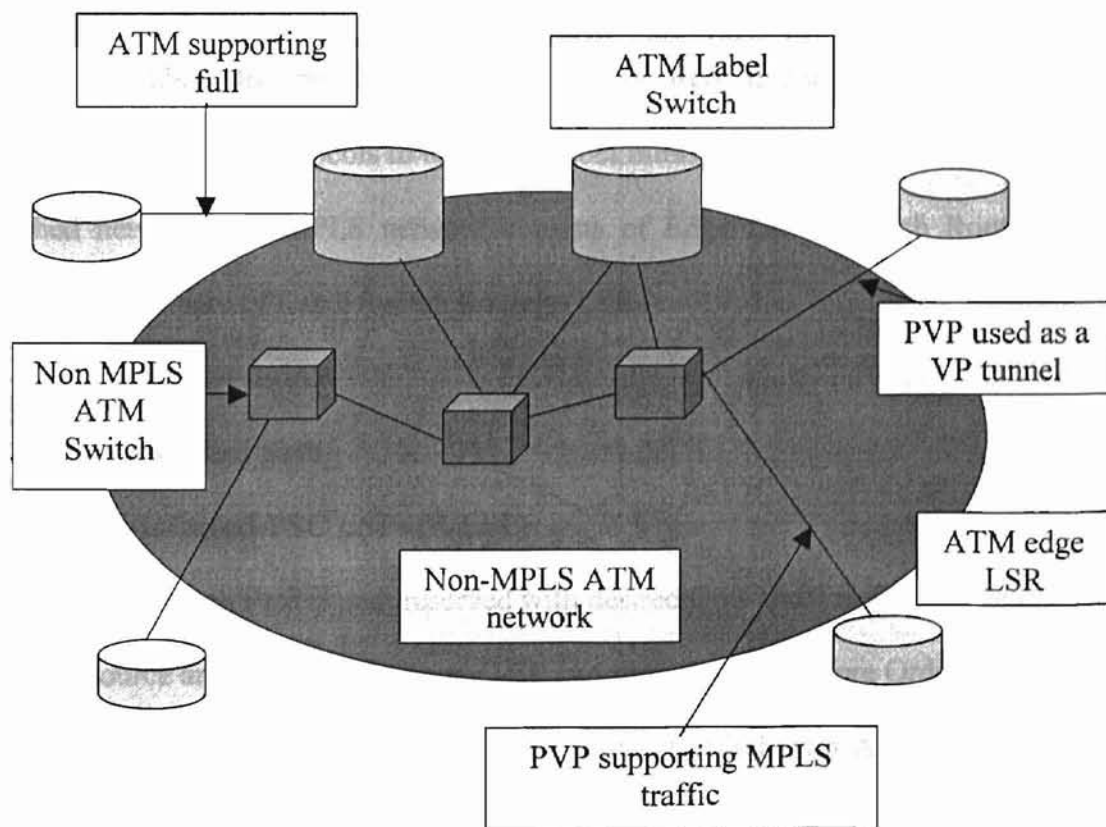 ATM supporting
full
ATM Label
Switch
PVP used as a
VP tunnel
Non MPLS
ATM
Switch
ATM edge
LSR
Non-MPLS ATM
network
PVP supporting MPLS
traffic